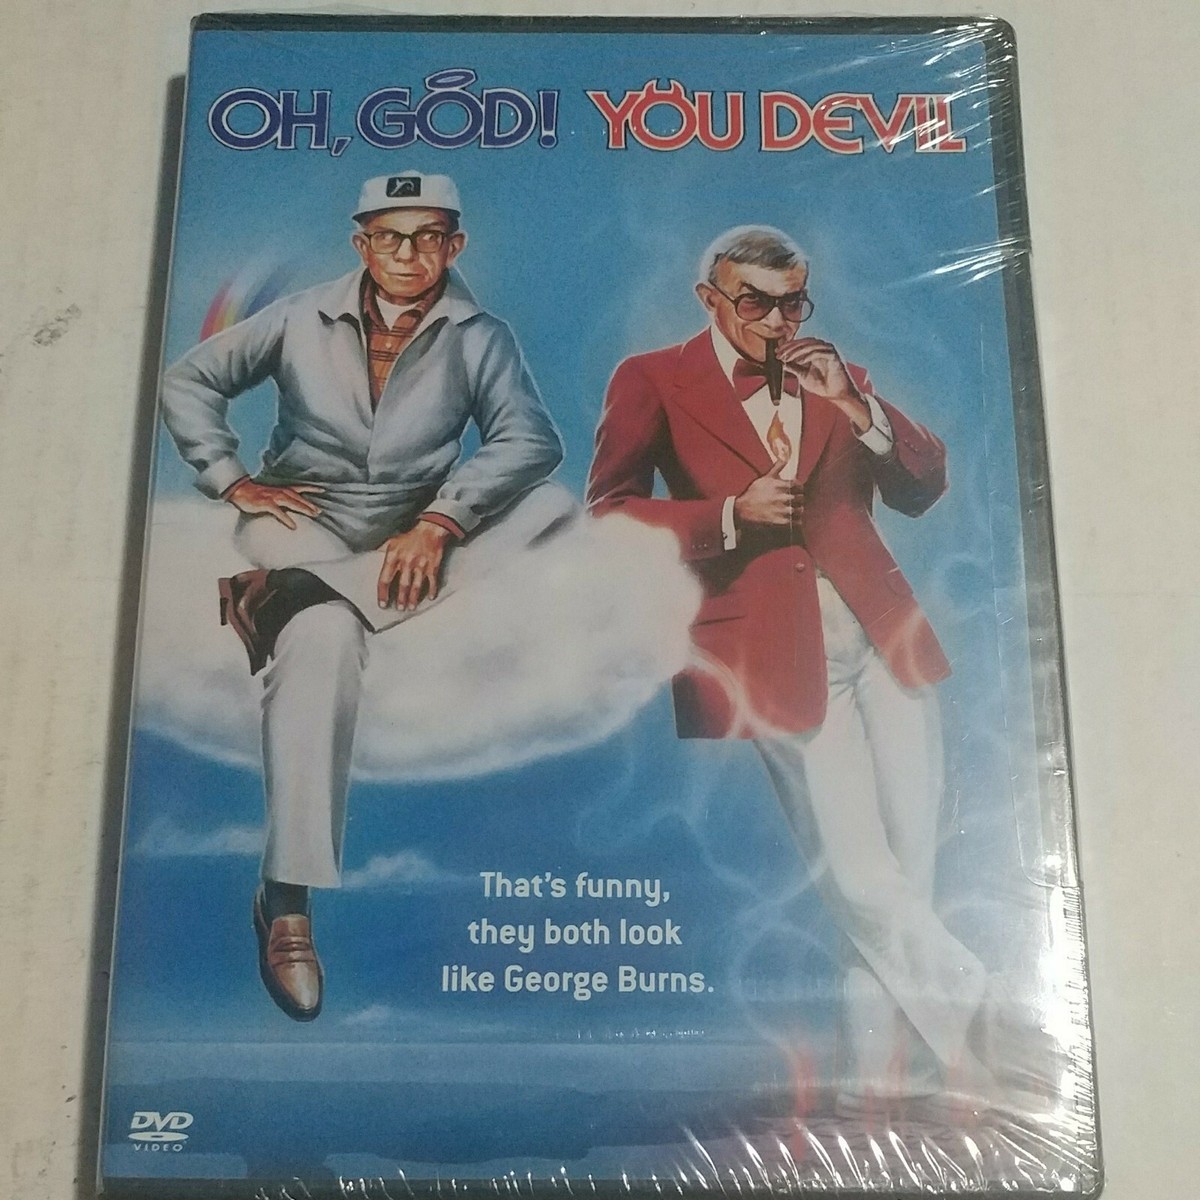 OH, GOD! YOU DEVIL
That's funny,
they both look
like George Burns.
DVD
VIDEO